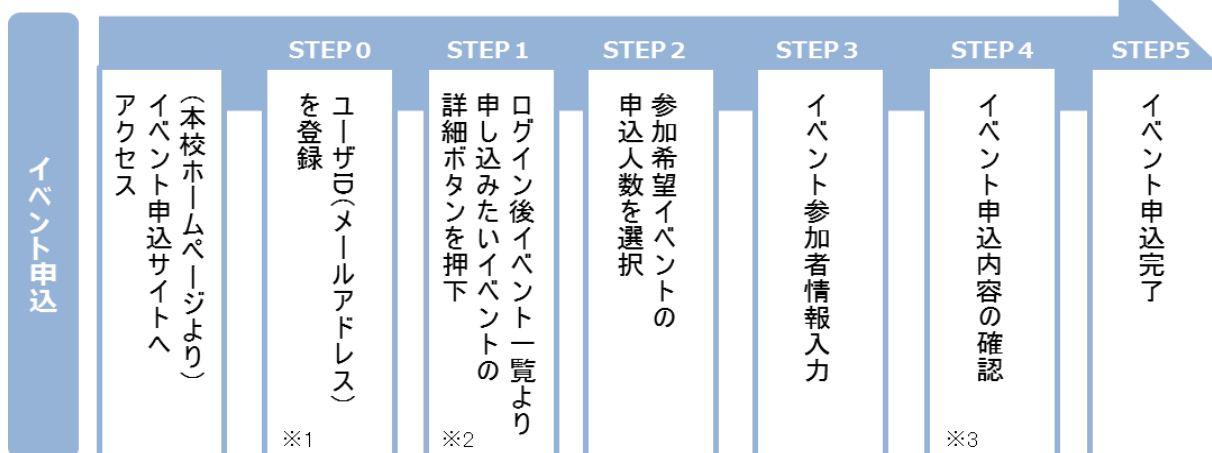 イベント申込
（本校ホームページより）
イベント申込サイトへ
アクセス
STEP 0
ユーザID（メールアドレス）
を登録
※1
STEP 1
ログイン後イベント一覧より
申し込みたいイベントの
詳細ボタンを押下
※2
STEP 2
参加希望イベントの
申込人数を選択
STEP 3
イベント参加者情報入力
STEP 4
イベント申込内容の確認
※3
STEP5
イベント申込完了